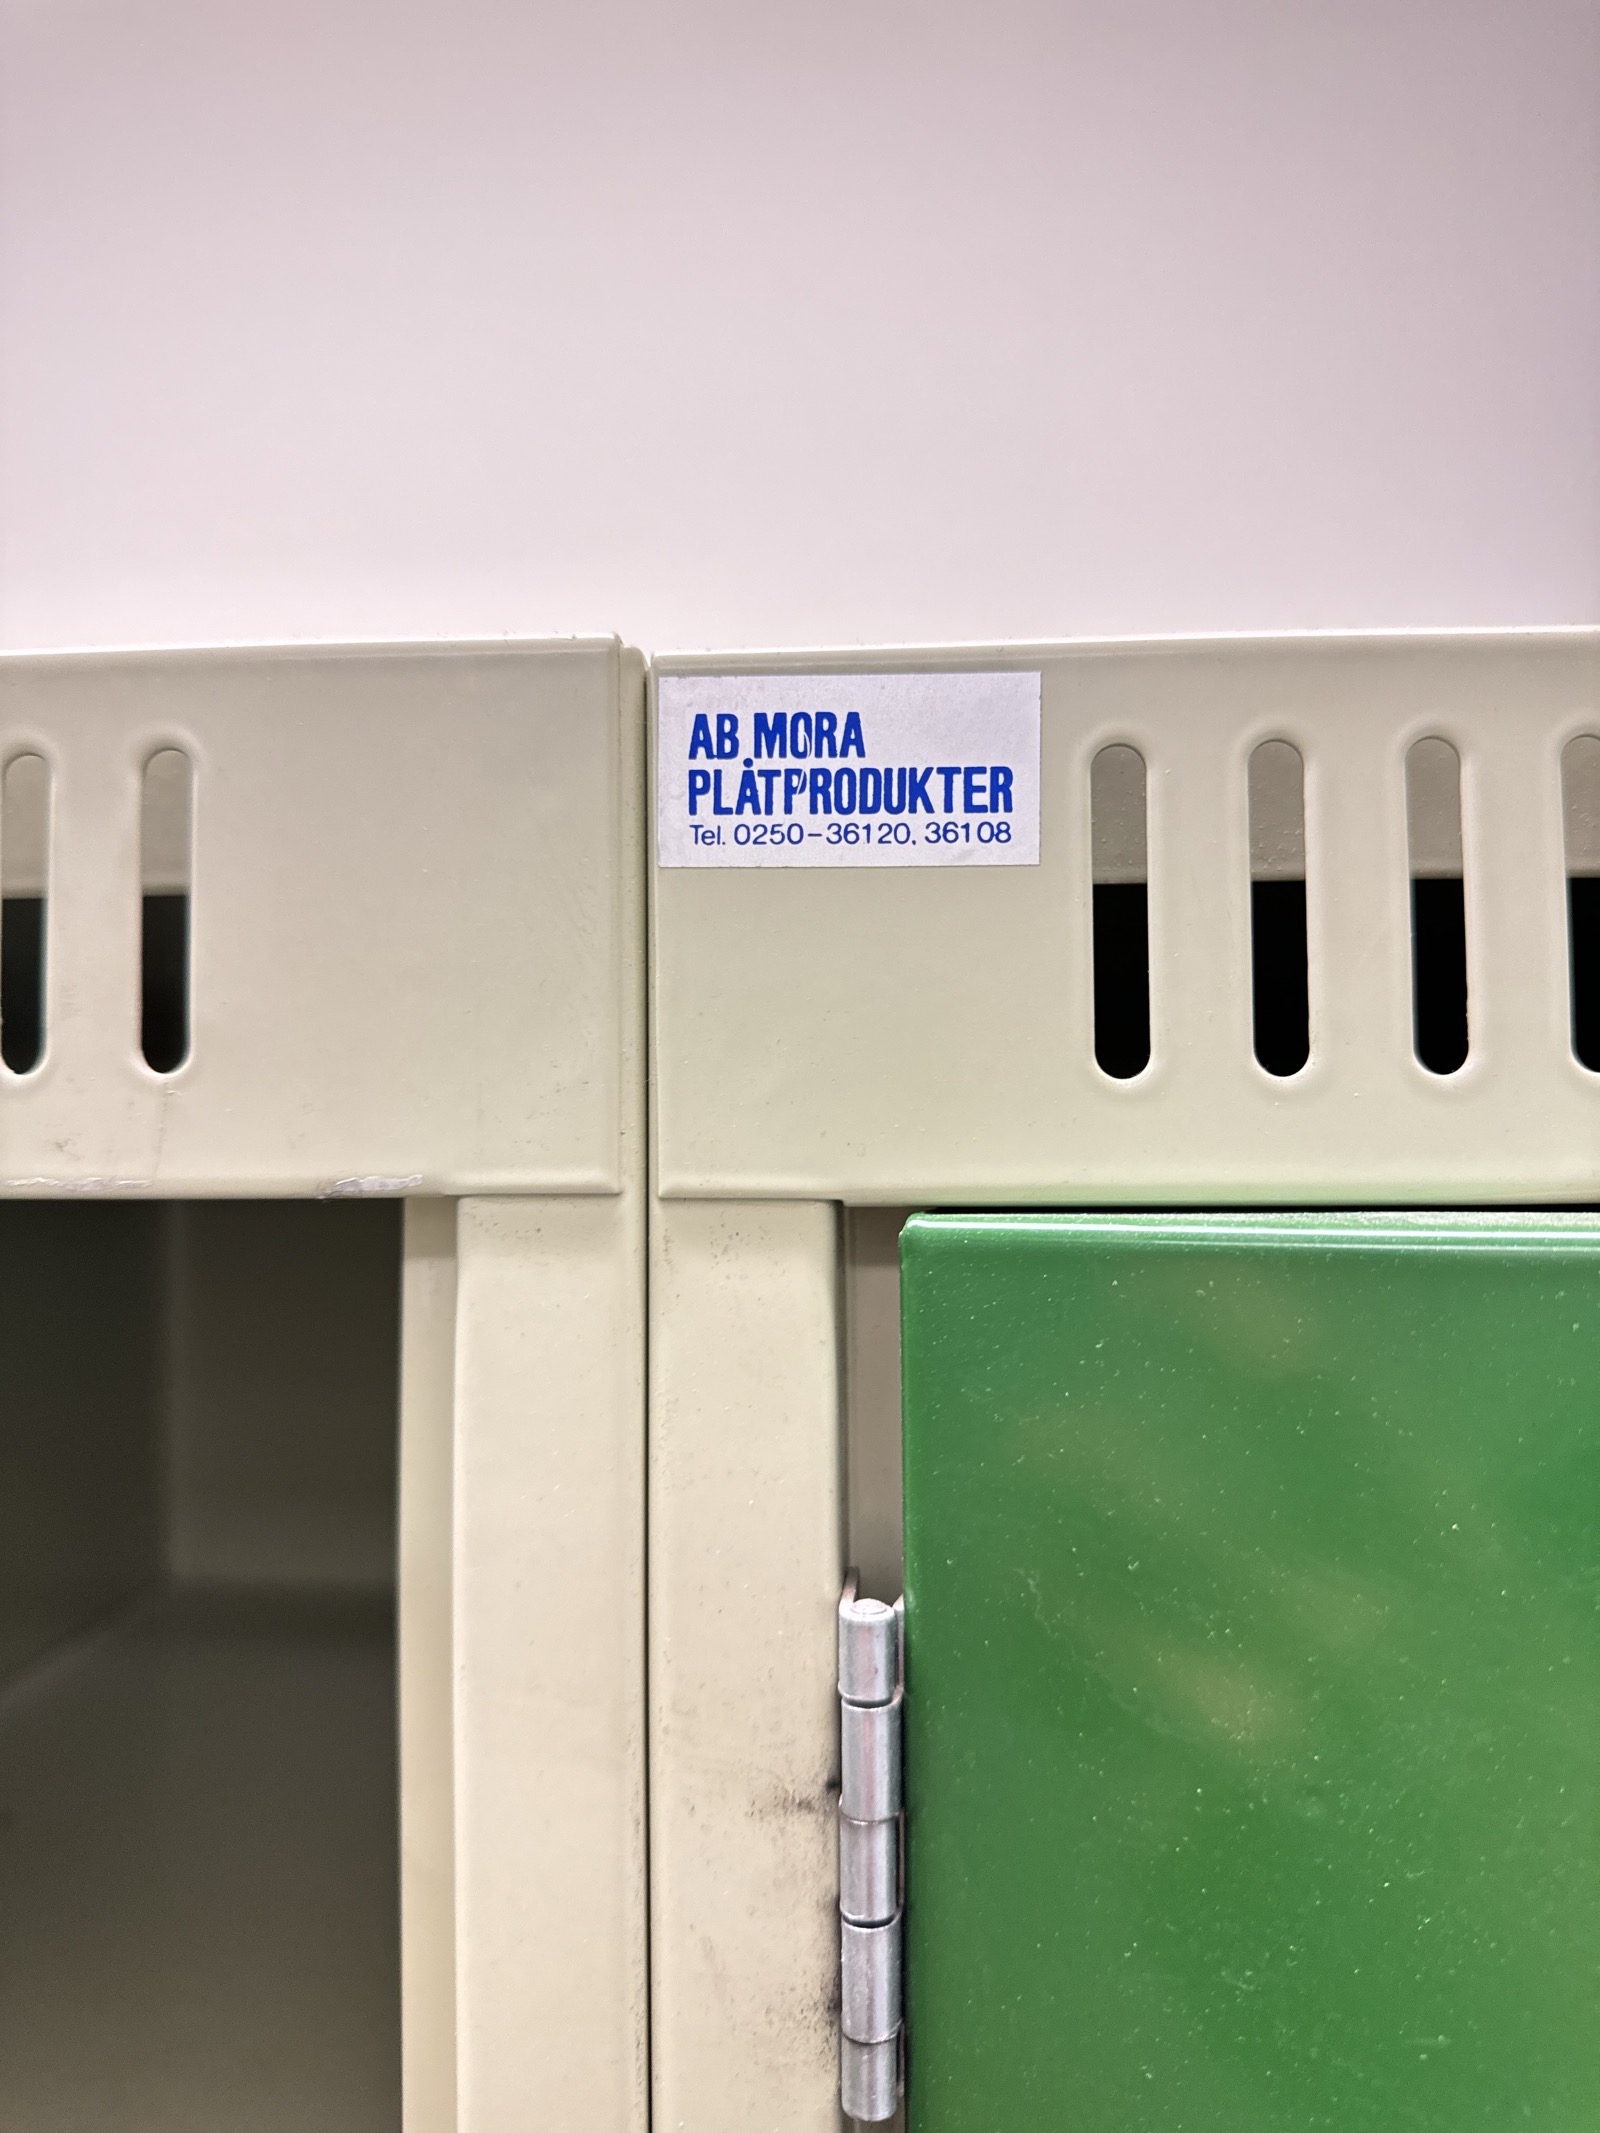 AB MORA
PLÅTPRODUKTER
Tel. 0250-36120, 36108